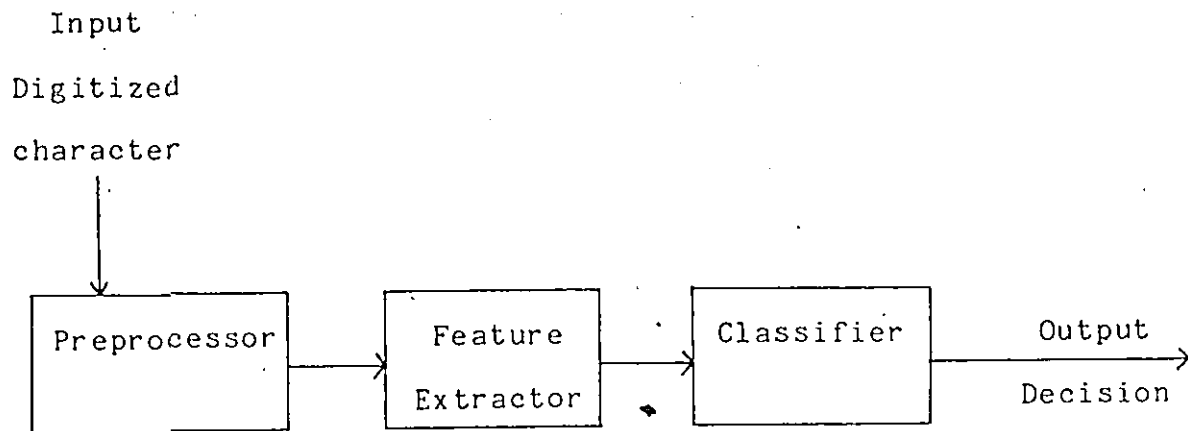 Input
Digitized
character
Preprocessor
Feature
Extractor
Classifier
Output
Decision